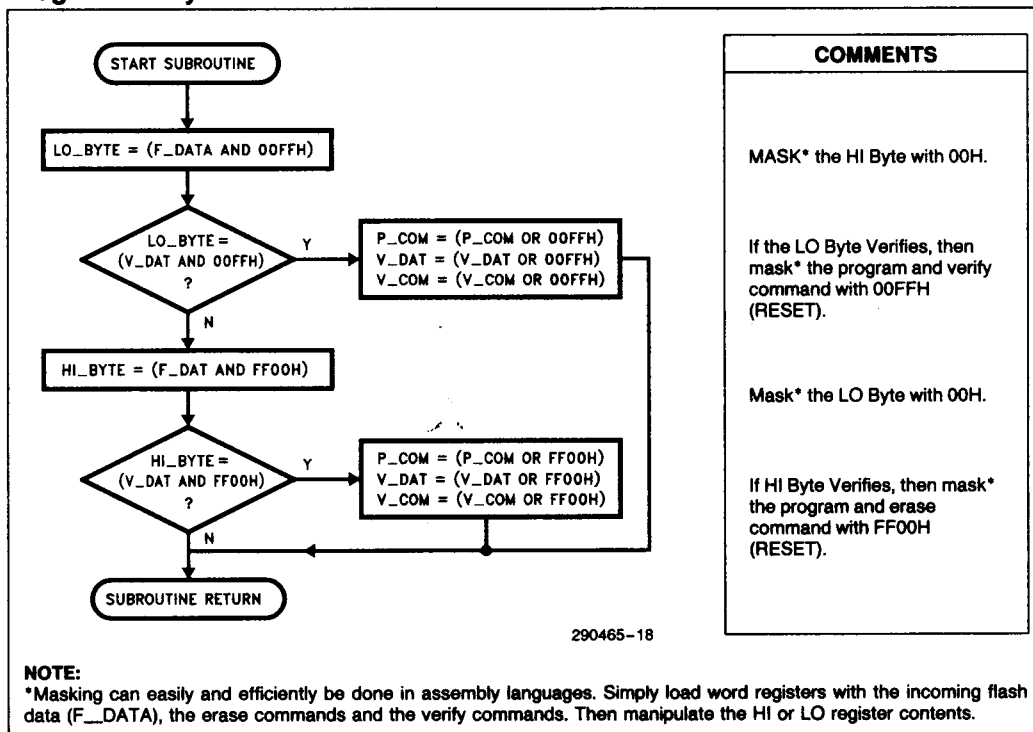 START SUBROUTINE
LO_BYTE = (F_DATA AND 00FFH)
LO_BYTE =
(V_DAT AND 00FFH)
?
Y
P_COM = (P_COM OR 00FFH)
V_DAT = (V_DAT OR 00FFH)
V_COM = (V_COM OR 00FFH)
N
HI_BYTE = (F_DAT AND FF00H)
HI_BYTE =
(V_DAT AND FF00H)
?
Y
P_COM = (P_COM OR FF00H)
V_DAT = (V_DAT OR FF00H)
V_COM = (V_COM OR FF00H)
N
SUBROUTINE RETURN
290465-18
COMMENTS
MASK* the HI Byte with 00H.
If the LO Byte Verifies, then
mask* the program and verify
command with 00FFH
(RESET).
Mask* the LO Byte with 00H.
If HI Byte Verifies, then mask*
the program and erase
command with FF00H
(RESET).
NOTE:
*Masking can easily and efficiently be done in assembly languages. Simply load word registers with the incoming flash
data (F__DATA), the erase commands and the verify commands. Then manipulate the HI or LO register contents.